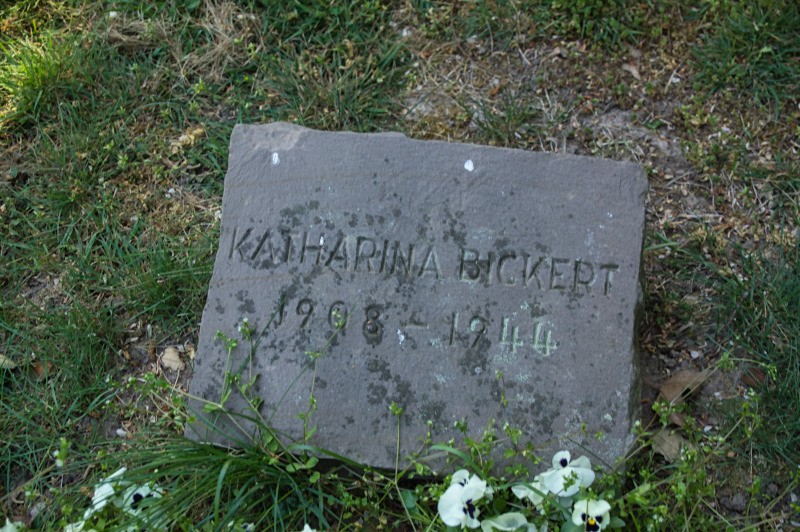 KATHARINA BICKERT
1908 - 1944